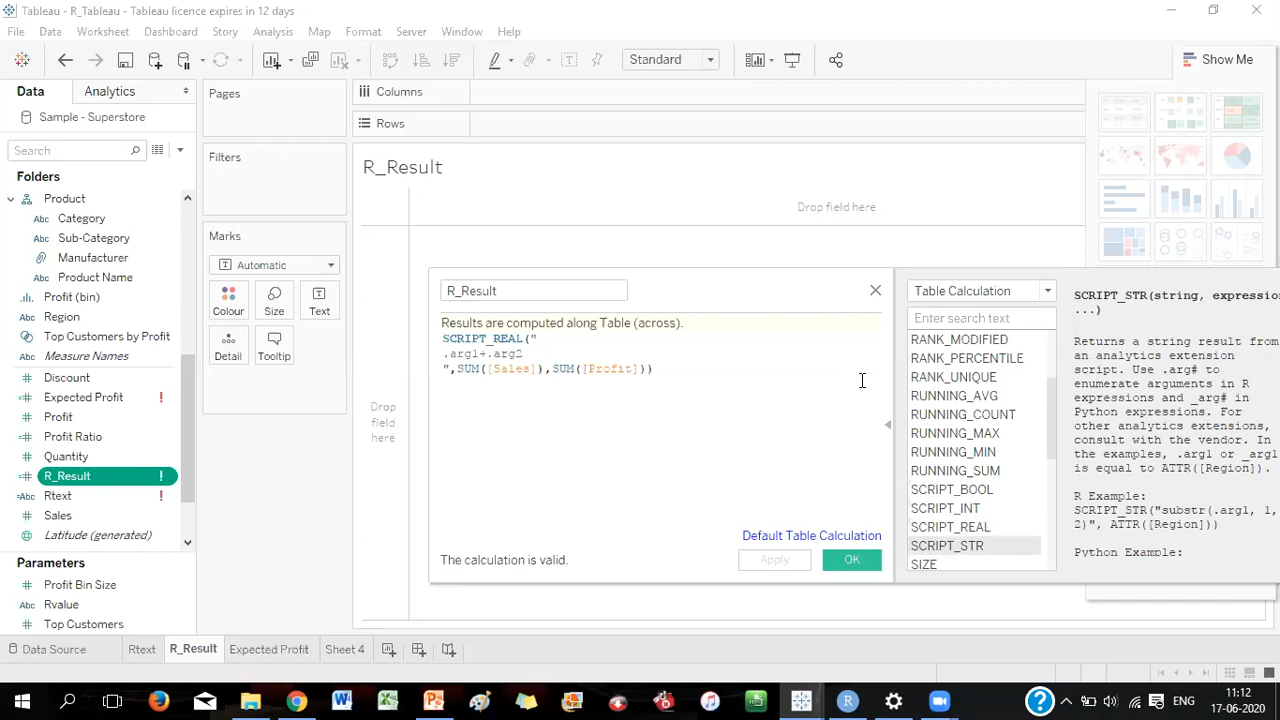 Tableau - R_Tableau - Tableau licence expires in 12 days
File Data Worksheet Dashboard Story Analysis Map Format Server Window Help
Standard
Show Me
Data Analytics
Sample - Superstore
Search
Folders
Product
Abc Category
Abc Sub-Category
Manufacturer
Abc Product Name
Profit (bin)
Abc Region
Top Customers by Profit
Abc Measure Names
Discount
Expected Profit !
Profit
Profit Ratio
Quantity
R_Result !
Abc Rtext !
Sales
Latitude (generated)
Parameters
Profit Bin Size
Rvalue
Top Customers
Pages
Filters
Marks
Automatic
Colour Size Text
Detail Tooltip
Columns
Rows
R_Result
Drop field here
Drop
field
here
R_Result
Results are computed along Table (across).
SCRIPT_REAL("
.arg1+.arg2
",SUM([Sales]),SUM([Profit]))
Default Table Calculation
The calculation is valid.
Apply OK
Table Calculation
Enter search text
RANK_MODIFIED
RANK_PERCENTILE
RANK_UNIQUE
RUNNING_AVG
RUNNING_COUNT
RUNNING_MAX
RUNNING_MIN
RUNNING_SUM
SCRIPT_BOOL
SCRIPT_INT
SCRIPT_REAL
SCRIPT_STR
SIZE
SCRIPT_STR(string, expression
...)
Returns a string result from
an analytics extension
script. Use .arg# to
enumerate arguments in R
expressions and _arg# in
Python expressions. For
other analytics extensions,
consult with the vendor. In
the examples, .arg1 or _arg1
is equal to ATTR([Region]).
R Example:
SCRIPT_STR("substr(.arg1, 1,
2)", ATTR([Region]))
Python Example:
Data Source Rtext R_Result Expected Profit Sheet 4
ENG
11:12
17-06-2020